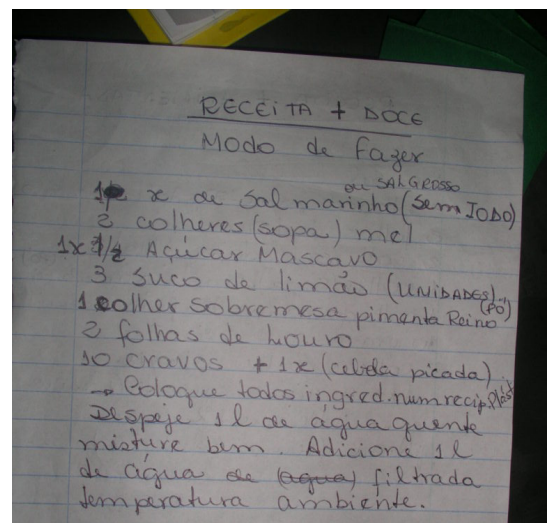 RECEITA + DOCE
Modo de Fazer
ou SAL GROSSO
1 x de Sal marinho (Sem IODO)
2 colheres (sopa) mel
1x 1/2 Açúcar Mascavo
3 Suco de limão (UNIDADES)
(PÓ)
1 colher sobremesa pimenta Reino
2 folhas de Louro
10 cravos + 1x (cebola picada)
→ Coloque todos ingred. num recip. Plást
Despeje 1l de água quente
misture bem. Adicione 1l
de água de (agua) filtrada
temperatura ambiente.